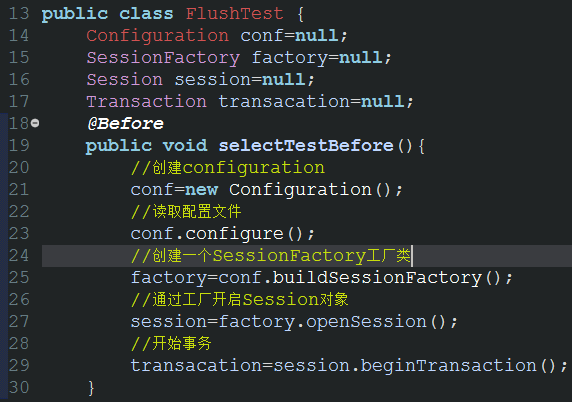 13 public class FlushTest {
14     Configuration conf=null;
15     SessionFactory factory=null;
16     Session session=null;
17     Transaction transacation=null;
18     @Before
19     public void selectTestBefore(){
20         //创建configuration
21         conf=new Configuration();
22         //读取配置文件
23         conf.configure();
24         //创建一个SessionFactory工厂类
25         factory=conf.buildSessionFactory();
26         //通过工厂开启Session对象
27         session=factory.openSession();
28         //开始事务
29         transacation=session.beginTransaction();
30     }